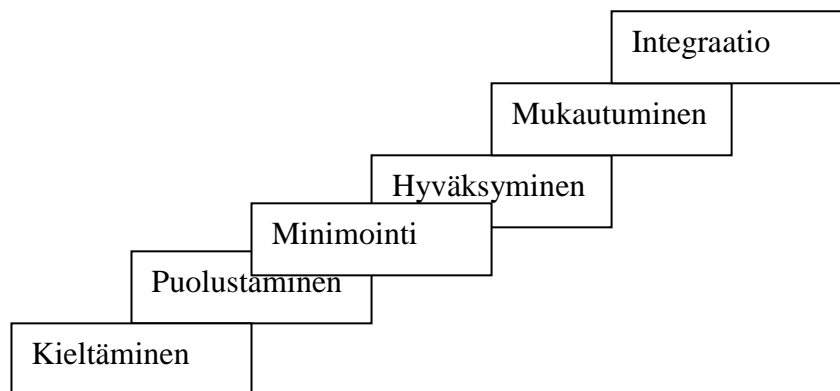 Integraatio
Mukautuminen
Hyväksyminen
Minimointi
Puolustaminen
Kieltäminen